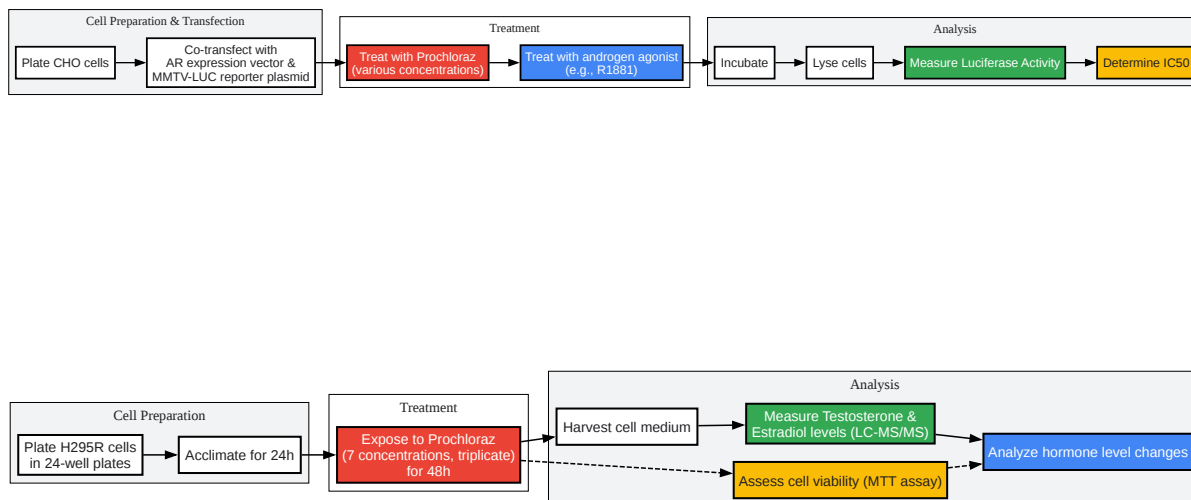 Cell Preparation & Transfection
Plate CHO cells
Co-transfect with
AR expression vector &
MMTV-LUC reporter plasmid
Treatment
Treat with Prochloraz
(various concentrations)
Treat with androgen agonist
(e.g., R1881)
Analysis
Incubate
Lyse cells
Measure Luciferase Activity
Determine IC50
Cell Preparation
Plate H295R cells
in 24-well plates
Acclimate for 24h
Treatment
Expose to Prochloraz
(7 concentrations, triplicate)
for 48h
Analysis
Harvest cell medium
Measure Testosterone &
Estradiol levels (LC-MS/MS)
Assess cell viability (MTT assay)
Analyze hormone level changes